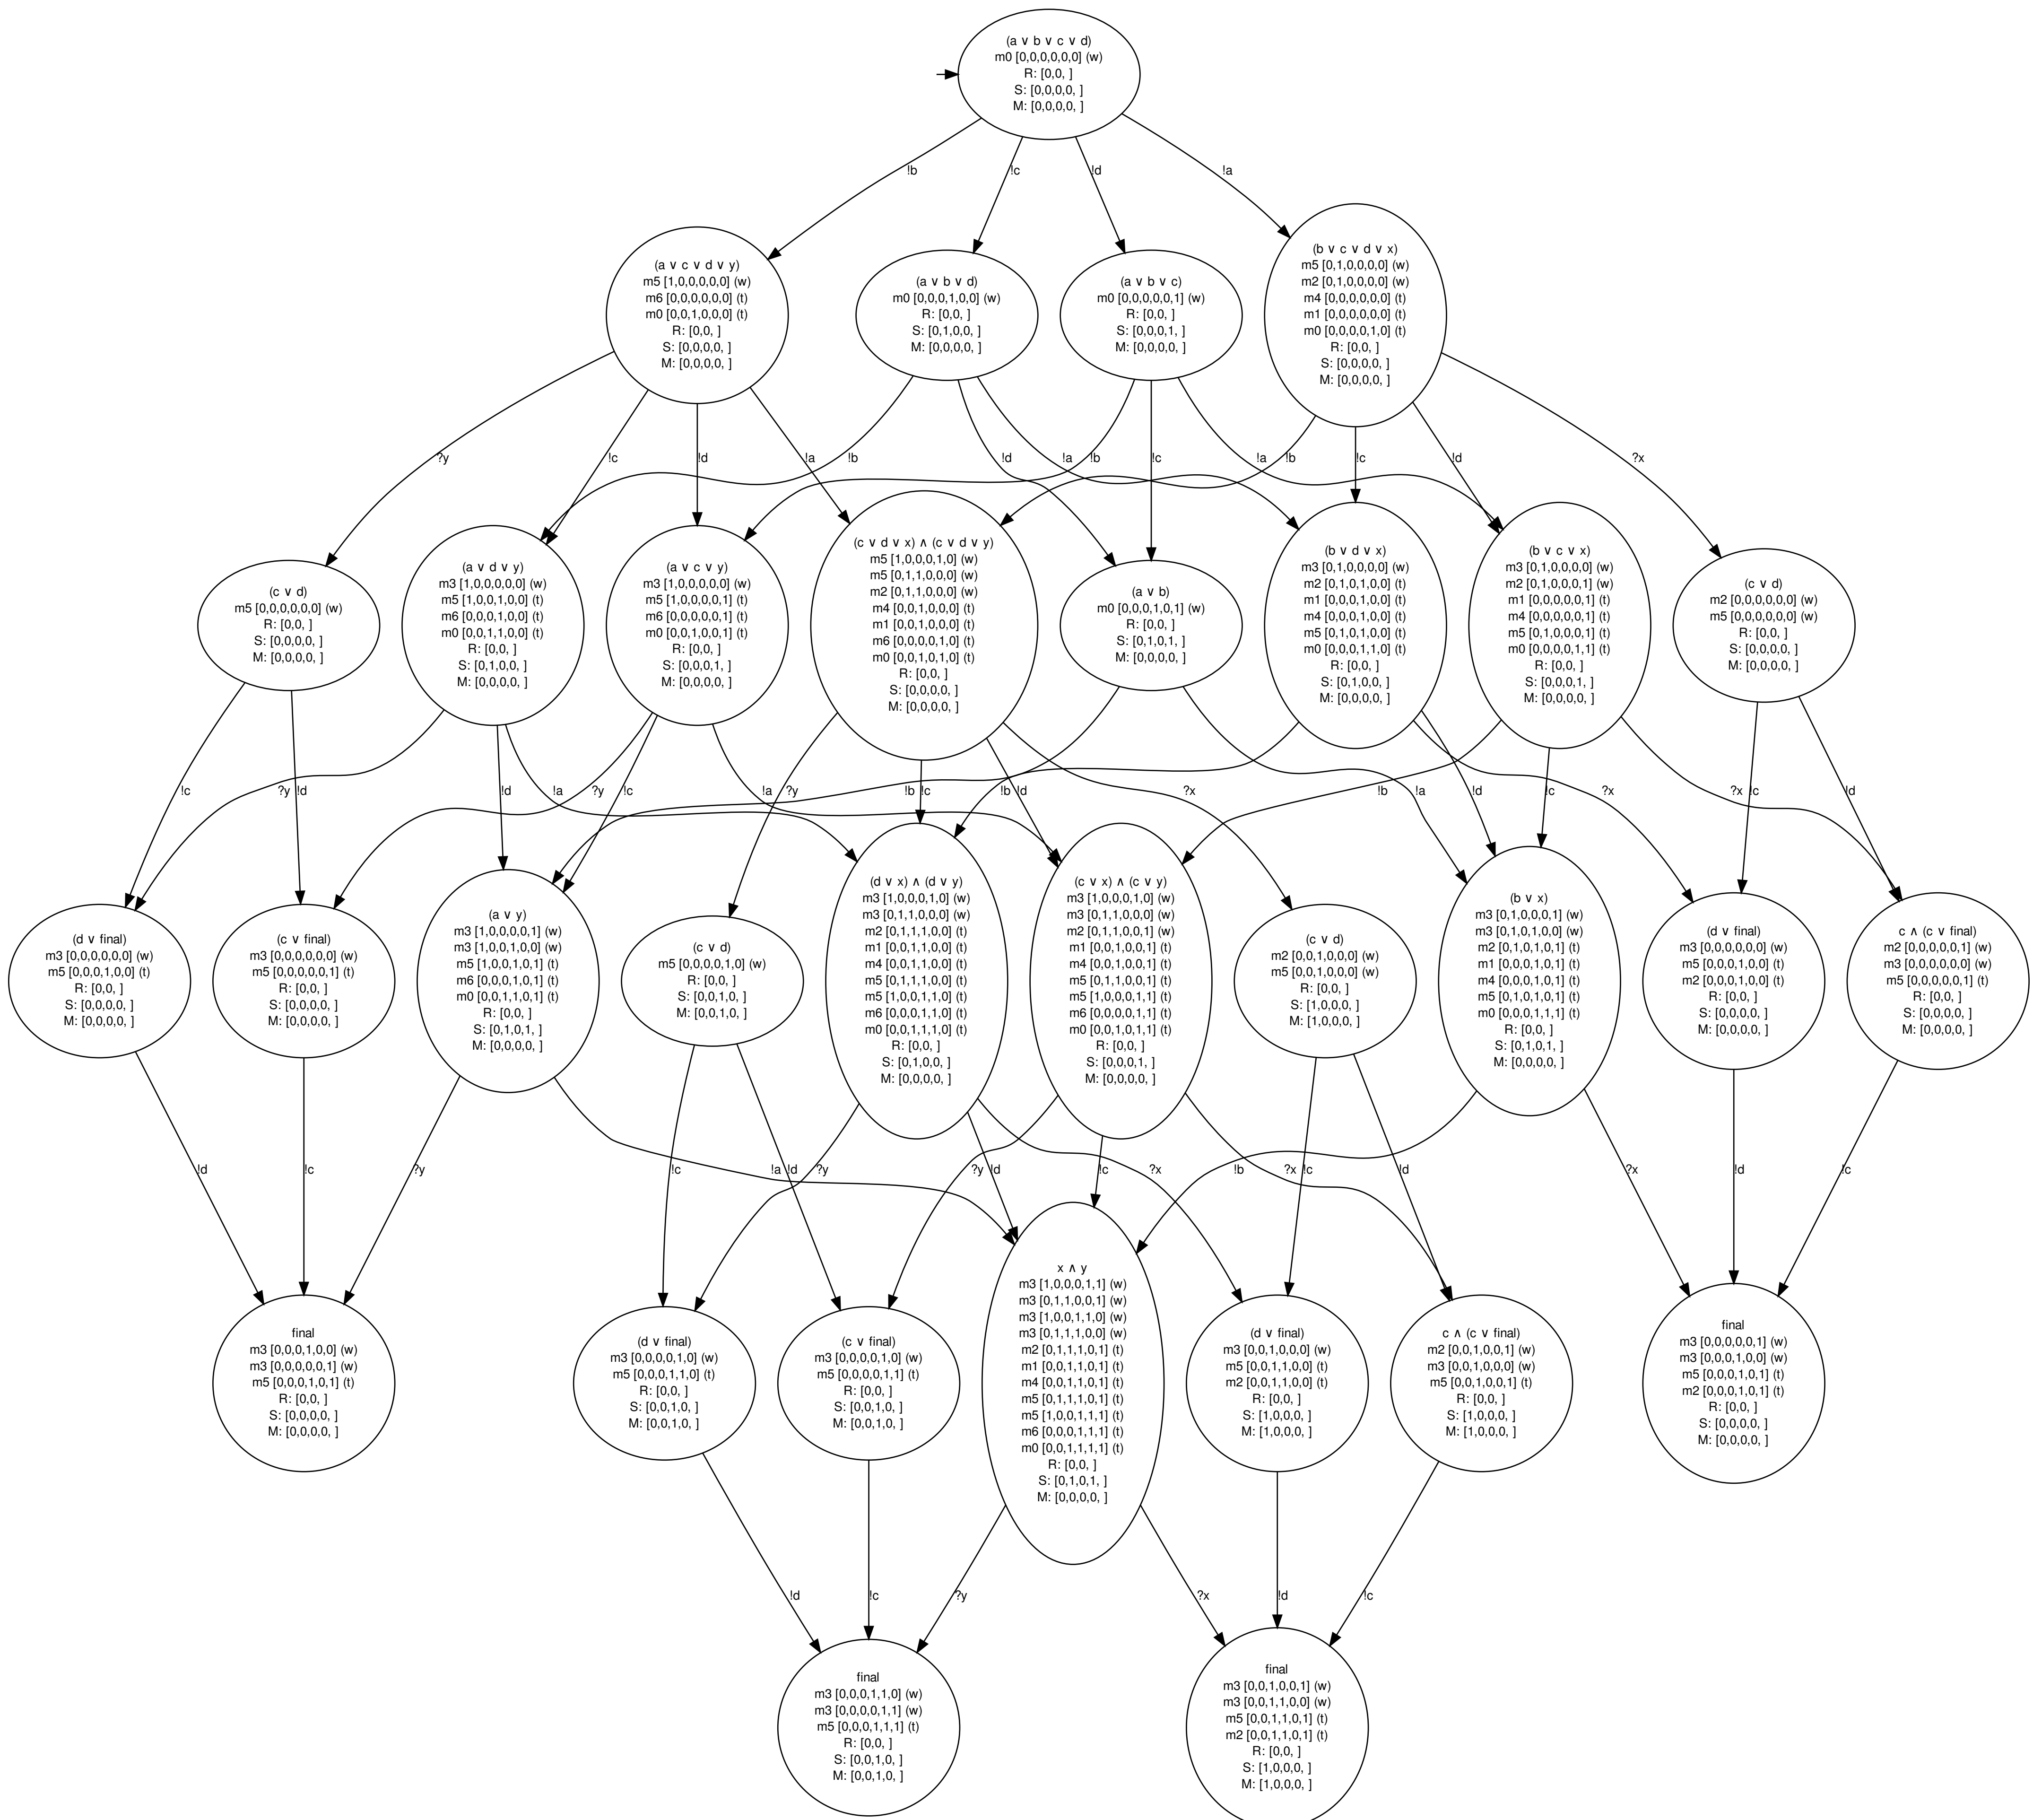 (a ∨ b ∨ c ∨ d)
m0 [0,0,0,0,0,0] (w)
R: [0,0, ]
S: [0,0,0,0, ]
M: [0,0,0,0, ]
!b
!c
!d
!a
(a ∨ c ∨ d ∨ y)
m5 [1,0,0,0,0,0] (w)
m6 [0,0,0,0,0,0] (t)
m0 [0,0,1,0,0,0] (t)
R: [0,0, ]
S: [0,0,0,0, ]
M: [0,0,0,0, ]
(a ∨ b ∨ d)
m0 [0,0,0,1,0,0] (w)
R: [0,0, ]
S: [0,1,0,0, ]
M: [0,0,0,0, ]
(a ∨ b ∨ c)
m0 [0,0,0,0,0,1] (w)
R: [0,0, ]
S: [0,0,0,1, ]
M: [0,0,0,0, ]
(b ∨ c ∨ d ∨ x)
m5 [0,1,0,0,0,0] (w)
m2 [0,1,0,0,0,0] (w)
m4 [0,0,0,0,0,0] (t)
m1 [0,0,0,0,0,0] (t)
m0 [0,0,0,0,1,0] (t)
R: [0,0, ]
S: [0,0,0,0, ]
M: [0,0,0,0, ]
?y
!c
!d
!a
!b
!d
!a
!b
!c
!a
!b
!c
!d
?x
(c ∨ d)
m5 [0,0,0,0,0,0] (w)
R: [0,0, ]
S: [0,0,0,0, ]
M: [0,0,0,0, ]
(a ∨ d ∨ y)
m3 [1,0,0,0,0,0] (w)
m5 [1,0,0,1,0,0] (t)
m6 [0,0,0,1,0,0] (t)
m0 [0,0,1,1,0,0] (t)
R: [0,0, ]
S: [0,1,0,0, ]
M: [0,0,0,0, ]
(a ∨ c ∨ y)
m3 [1,0,0,0,0,0] (w)
m5 [1,0,0,0,0,1] (t)
m6 [0,0,0,0,0,1] (t)
m0 [0,0,1,0,0,1] (t)
R: [0,0, ]
S: [0,0,0,1, ]
M: [0,0,0,0, ]
(c ∨ d ∨ x) ∧ (c ∨ d ∨ y)
m5 [1,0,0,0,1,0] (w)
m5 [0,1,1,0,0,0] (w)
m2 [0,1,1,0,0,0] (w)
m4 [0,0,1,0,0,0] (t)
m1 [0,0,1,0,0,0] (t)
m6 [0,0,0,0,1,0] (t)
m0 [0,0,1,0,1,0] (t)
R: [0,0, ]
S: [0,0,0,0, ]
M: [0,0,0,0, ]
(a ∨ b)
m0 [0,0,0,1,0,1] (w)
R: [0,0, ]
S: [0,1,0,1, ]
M: [0,0,0,0, ]
(b ∨ d ∨ x)
m3 [0,1,0,0,0,0] (w)
m2 [0,1,0,1,0,0] (t)
m1 [0,0,0,1,0,0] (t)
m4 [0,0,0,1,0,0] (t)
m5 [0,1,0,1,0,0] (t)
m0 [0,0,0,1,1,0] (t)
R: [0,0, ]
S: [0,1,0,0, ]
M: [0,0,0,0, ]
(b ∨ c ∨ x)
m3 [0,1,0,0,0,0] (w)
m2 [0,1,0,0,0,1] (w)
m1 [0,0,0,0,0,1] (t)
m4 [0,0,0,0,0,1] (t)
m5 [0,1,0,0,0,1] (t)
m0 [0,0,0,0,1,1] (t)
R: [0,0, ]
S: [0,0,0,1, ]
M: [0,0,0,0, ]
(c ∨ d)
m2 [0,0,0,0,0,0] (w)
m5 [0,0,0,0,0,0] (w)
R: [0,0, ]
S: [0,0,0,0, ]
M: [0,0,0,0, ]
!c
?y
!d
!d
!a
?y
!c
!a
?y
!b
!c
!b
!d
?x
!b
!a
!d
!c
?x
?x
!c
!d
(d ∨ final)
m3 [0,0,0,0,0,0] (w)
m5 [0,0,0,1,0,0] (t)
R: [0,0, ]
S: [0,0,0,0, ]
M: [0,0,0,0, ]
(c ∨ final)
m3 [0,0,0,0,0,0] (w)
m5 [0,0,0,0,0,1] (t)
R: [0,0, ]
S: [0,0,0,0, ]
M: [0,0,0,0, ]
(a ∨ y)
m3 [1,0,0,0,0,1] (w)
m3 [1,0,0,1,0,0] (w)
m5 [1,0,0,1,0,1] (t)
m6 [0,0,0,1,0,1] (t)
m0 [0,0,1,1,0,1] (t)
R: [0,0, ]
S: [0,1,0,1, ]
M: [0,0,0,0, ]
(c ∨ d)
m5 [0,0,0,0,1,0] (w)
R: [0,0, ]
S: [0,0,1,0, ]
M: [0,0,1,0, ]
(d ∨ x) ∧ (d ∨ y)
m3 [1,0,0,0,1,0] (w)
m3 [0,1,1,0,0,0] (w)
m2 [0,1,1,1,0,0] (t)
m1 [0,0,1,1,0,0] (t)
m4 [0,0,1,1,0,0] (t)
m5 [0,1,1,1,0,0] (t)
m5 [1,0,0,1,1,0] (t)
m6 [0,0,0,1,1,0] (t)
m0 [0,0,1,1,1,0] (t)
R: [0,0, ]
S: [0,1,0,0, ]
M: [0,0,0,0, ]
(c ∨ x) ∧ (c ∨ y)
m3 [1,0,0,0,1,0] (w)
m3 [0,1,1,0,0,0] (w)
m2 [0,1,1,0,0,1] (w)
m1 [0,0,1,0,0,1] (t)
m4 [0,0,1,0,0,1] (t)
m5 [0,1,1,0,0,1] (t)
m5 [1,0,0,0,1,1] (t)
m6 [0,0,0,0,1,1] (t)
m0 [0,0,1,0,1,1] (t)
R: [0,0, ]
S: [0,0,0,1, ]
M: [0,0,0,0, ]
(c ∨ d)
m2 [0,0,1,0,0,0] (w)
m5 [0,0,1,0,0,0] (w)
R: [0,0, ]
S: [1,0,0,0, ]
M: [1,0,0,0, ]
(b ∨ x)
m3 [0,1,0,0,0,1] (w)
m3 [0,1,0,1,0,0] (w)
m2 [0,1,0,1,0,1] (t)
m1 [0,0,0,1,0,1] (t)
m4 [0,0,0,1,0,1] (t)
m5 [0,1,0,1,0,1] (t)
m0 [0,0,0,1,1,1] (t)
R: [0,0, ]
S: [0,1,0,1, ]
M: [0,0,0,0, ]
(d ∨ final)
m3 [0,0,0,0,0,0] (w)
m5 [0,0,0,1,0,0] (t)
m2 [0,0,0,1,0,0] (t)
R: [0,0, ]
S: [0,0,0,0, ]
M: [0,0,0,0, ]
c ∧ (c ∨ final)
m2 [0,0,0,0,0,1] (w)
m3 [0,0,0,0,0,0] (w)
m5 [0,0,0,0,0,1] (t)
R: [0,0, ]
S: [0,0,0,0, ]
M: [0,0,0,0, ]
!d
!c
?y
!c
!a
!d
?y
?y
!d
!c
?x
!b
?x
!c
!d
?x
!d
!c
final
m3 [0,0,0,1,0,0] (w)
m3 [0,0,0,0,0,1] (w)
m5 [0,0,0,1,0,1] (t)
R: [0,0, ]
S: [0,0,0,0, ]
M: [0,0,0,0, ]
(d ∨ final)
m3 [0,0,0,0,1,0] (w)
m5 [0,0,0,1,1,0] (t)
R: [0,0, ]
S: [0,0,1,0, ]
M: [0,0,1,0, ]
(c ∨ final)
m3 [0,0,0,0,1,0] (w)
m5 [0,0,0,0,1,1] (t)
R: [0,0, ]
S: [0,0,1,0, ]
M: [0,0,1,0, ]
x ∧ y
m3 [1,0,0,0,1,1] (w)
m3 [0,1,1,0,0,1] (w)
m3 [1,0,0,1,1,0] (w)
m3 [0,1,1,1,0,0] (w)
m2 [0,1,1,1,0,1] (t)
m1 [0,0,1,1,0,1] (t)
m4 [0,0,1,1,0,1] (t)
m5 [0,1,1,1,0,1] (t)
m5 [1,0,0,1,1,1] (t)
m6 [0,0,0,1,1,1] (t)
m0 [0,0,1,1,1,1] (t)
R: [0,0, ]
S: [0,1,0,1, ]
M: [0,0,0,0, ]
(d ∨ final)
m3 [0,0,1,0,0,0] (w)
m5 [0,0,1,1,0,0] (t)
m2 [0,0,1,1,0,0] (t)
R: [0,0, ]
S: [1,0,0,0, ]
M: [1,0,0,0, ]
c ∧ (c ∨ final)
m2 [0,0,1,0,0,1] (w)
m3 [0,0,1,0,0,0] (w)
m5 [0,0,1,0,0,1] (t)
R: [0,0, ]
S: [1,0,0,0, ]
M: [1,0,0,0, ]
final
m3 [0,0,0,0,0,1] (w)
m3 [0,0,0,1,0,0] (w)
m5 [0,0,0,1,0,1] (t)
m2 [0,0,0,1,0,1] (t)
R: [0,0, ]
S: [0,0,0,0, ]
M: [0,0,0,0, ]
!d
!c
?y
?x
!d
!c
final
m3 [0,0,0,1,1,0] (w)
m3 [0,0,0,0,1,1] (w)
m5 [0,0,0,1,1,1] (t)
R: [0,0, ]
S: [0,0,1,0, ]
M: [0,0,1,0, ]
final
m3 [0,0,1,0,0,1] (w)
m3 [0,0,1,1,0,0] (w)
m5 [0,0,1,1,0,1] (t)
m2 [0,0,1,1,0,1] (t)
R: [0,0, ]
S: [1,0,0,0, ]
M: [1,0,0,0, ]